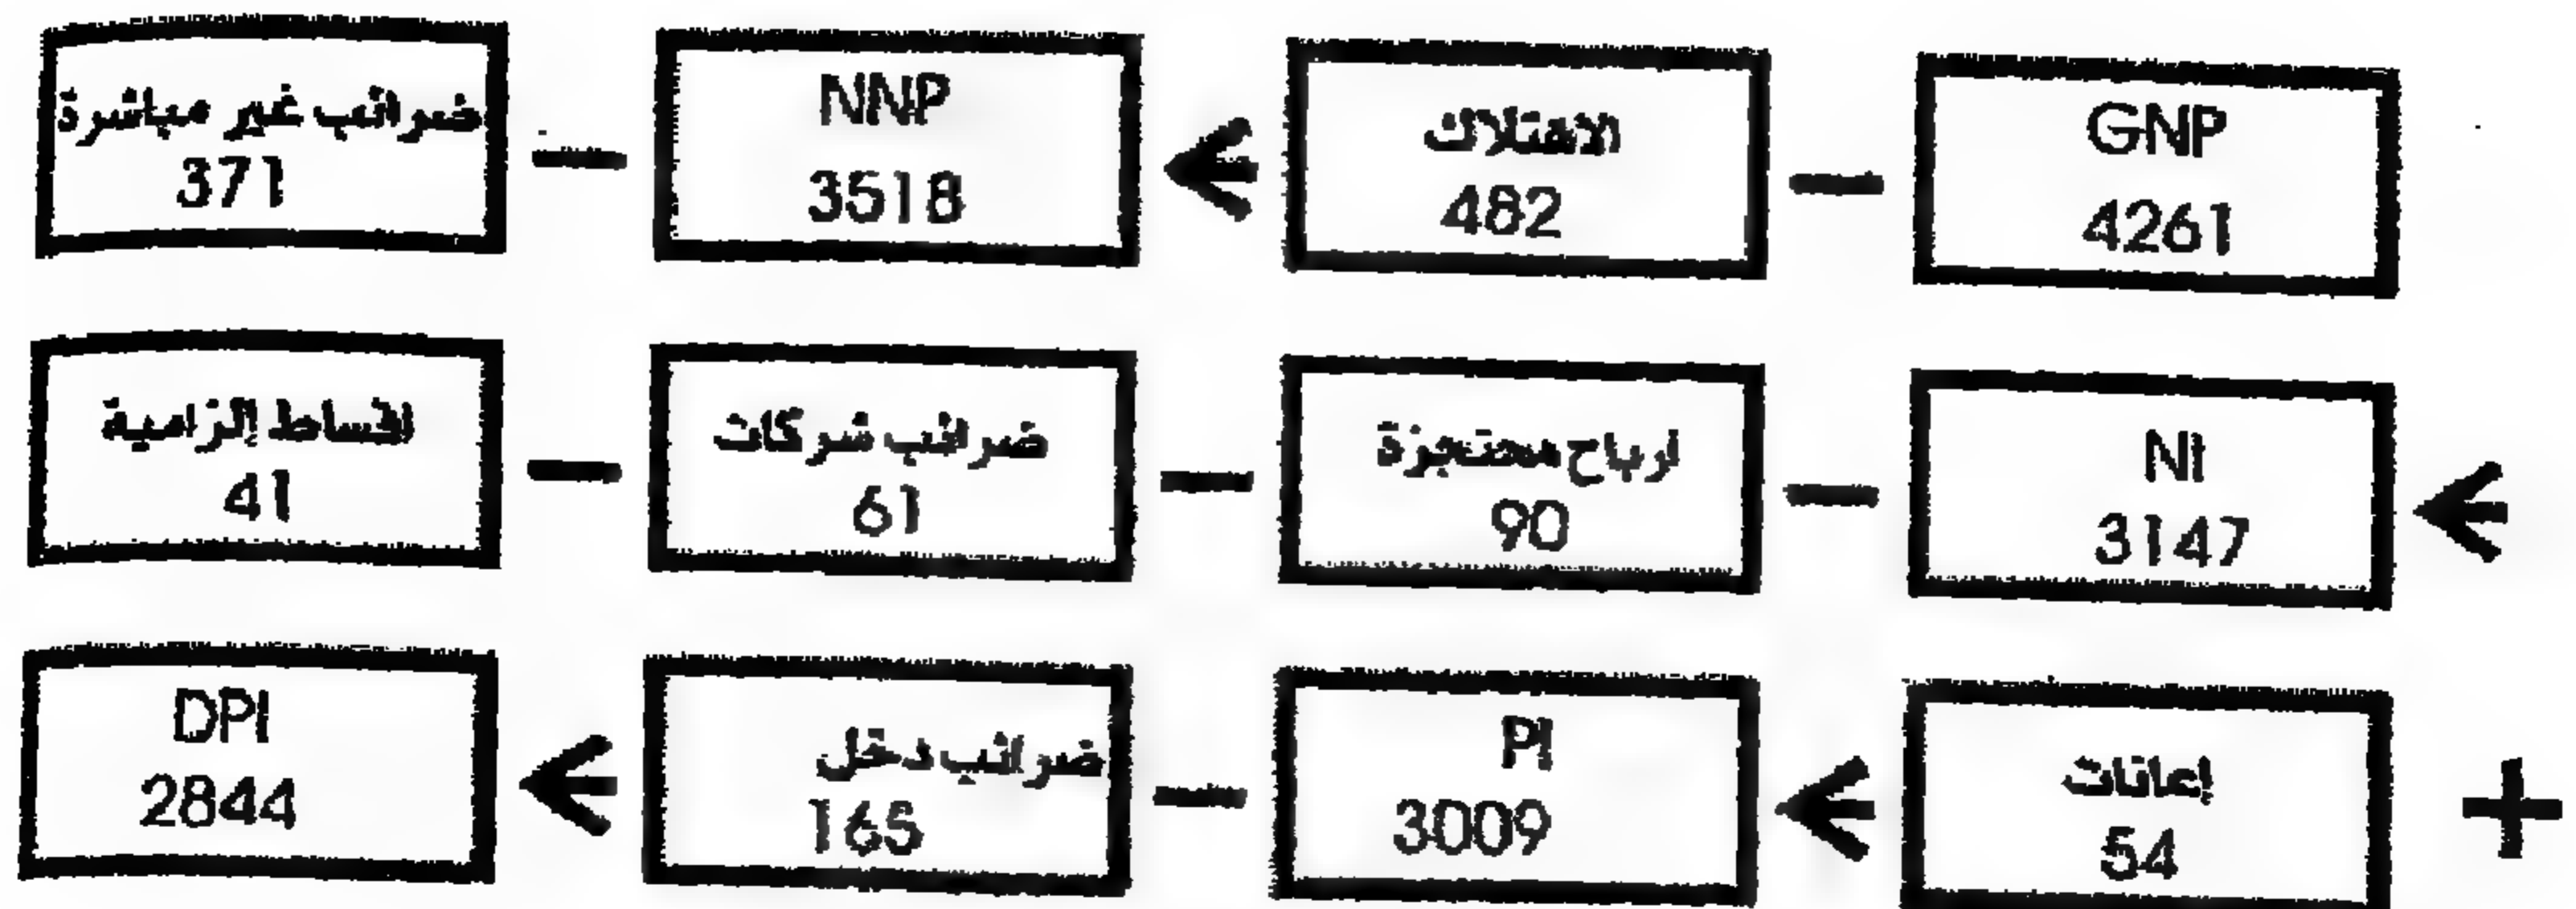 GNP
4261
−
الاهتلاك
482
←
NNP
3518
−
ضرائب غير مباشرة
371
←
NI
3147
−
ارباح محتجزة
90
−
ضرائب شركات
61
−
اقساط إلزامية
41
+
إعانات
54
←
PI
3009
−
ضرائب دخل
165
←
DPI
2844